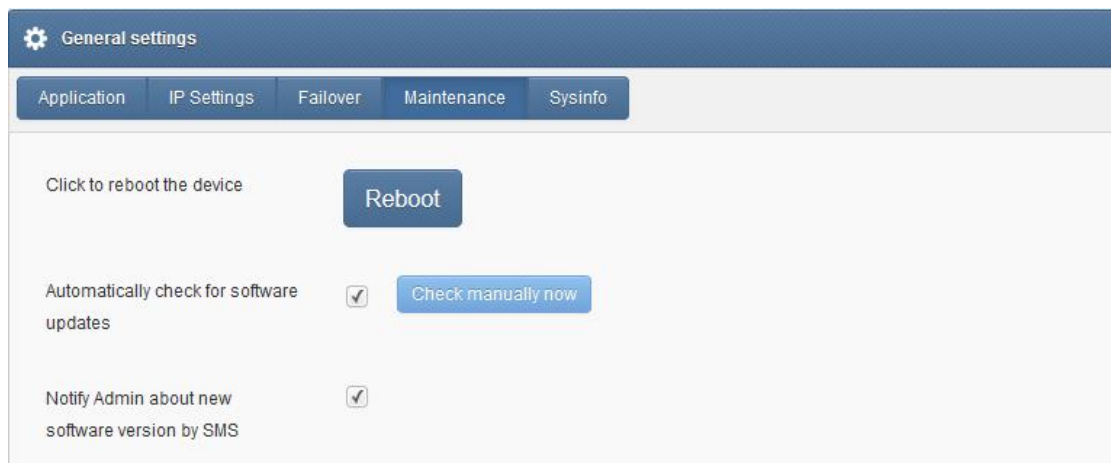 General settings
Application IP Settings Failover Maintenance Sysinfo
Click to reboot the device
Reboot
Automatically check for software
updates
Check manually now
Notify Admin about new
software version by SMS